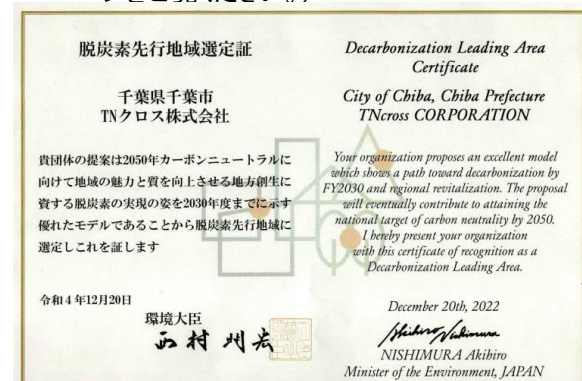 脱炭素先行地域選定証
千葉県千葉市
TNクロス株式会社
貴団体の提案は2050年カーボンニュートラルに
向けて地域の魅力と質を向上させる地方創生に
資する脱炭素の実現の姿を2030年度までに示す
優れたモデルであることから脱炭素先行地域に
選定しこれを証します
令和4年12月20日
環境大臣
西村明宏
Decarbonization Leading Area
Certificate
City of Chiba, Chiba Prefecture
TNcross CORPORATION
Your organization proposes an excellent model
which shows a path toward decarbonization by
FY2030 and regional revitalization. The proposal
will eventually contribute to attaining the
national target of carbon neutrality by 2050.
I hereby present your organization
with this certificate of recognition as a
Decarbonization Leading Area.
December 20th, 2022
Akihiro Nishimura
NISHIMURA Akihiro
Minister of the Environment, JAPAN